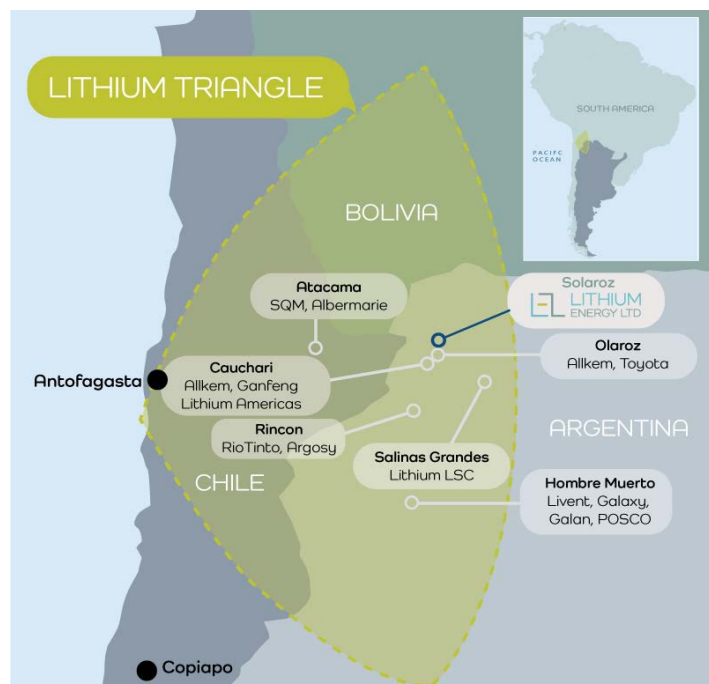 LITHIUM TRIANGLE
SOUTH AMERICA
PACIFIC
OCEAN
BOLIVIA
Solaroz
LE LITHIUM
ENERGY LTD
Atacama
SQM, Albermarie
Olaroz
Allkem, Toyota
Cauchari
Allkem, Ganfeng
Lithium Americas
Antofagasta
Rincon
RioTinto, Argosy
ARGENTINA
Salinas Grandes
Lithium LSC
CHILE
Hombre Muerto
Livent, Galaxy,
Galan, POSCO
Copiapo